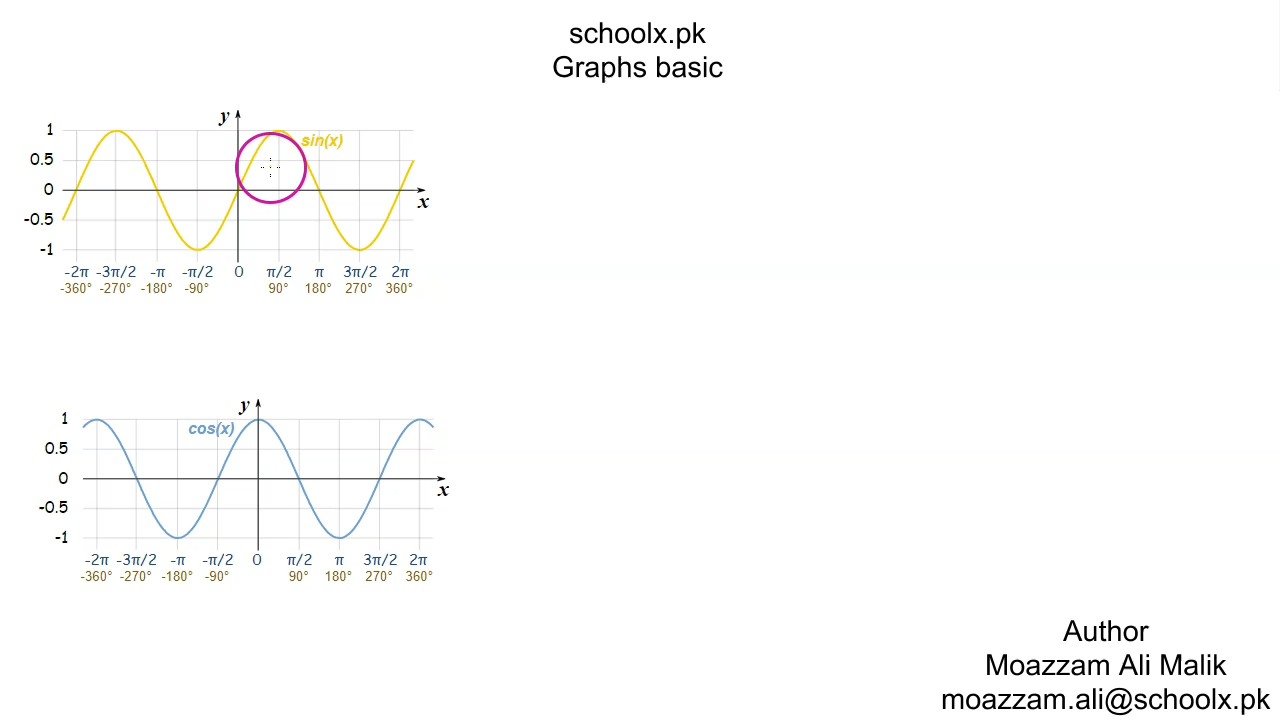 schoolx.pk
Graphs basic
y
1
sin(x)
0.5
0
x
-0.5
-1
-2π -3π/2 -π -π/2 0 π/2 π 3π/2 2π
-360° -270° -180° -90° 90° 180° 270° 360°
y
1
cos(x)
0.5
0
x
-0.5
-1
-2π -3π/2 -π -π/2 0 π/2 π 3π/2 2π
-360° -270° -180° -90° 90° 180° 270° 360°
Author
Moazzam Ali Malik
moazzam.ali@schoolx.pk